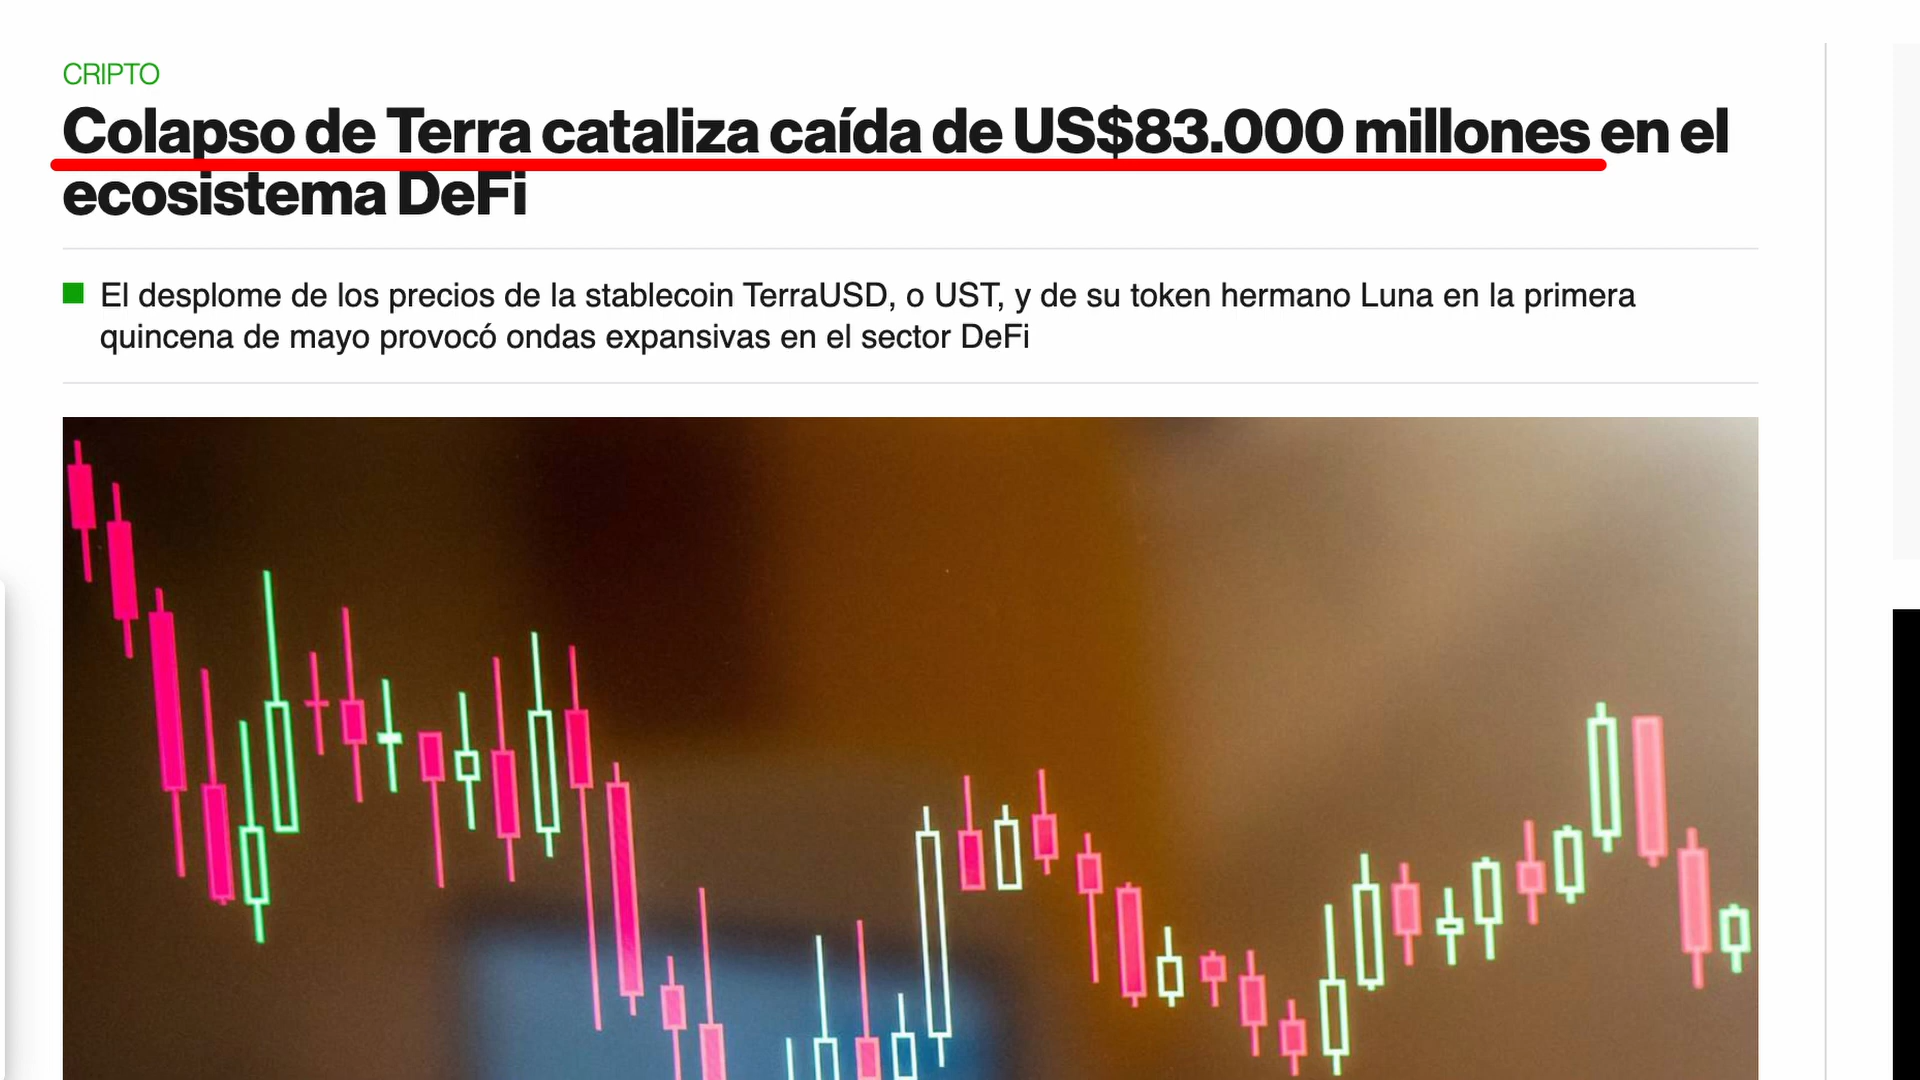 CRIPTO
Colapso de Terra cataliza caída de US$83.000 millones en el
ecosistema DeFi
El desplome de los precios de la stablecoin TerraUSD, o UST, y de su token hermano Luna en la primera
quincena de mayo provocó ondas expansivas en el sector DeFi